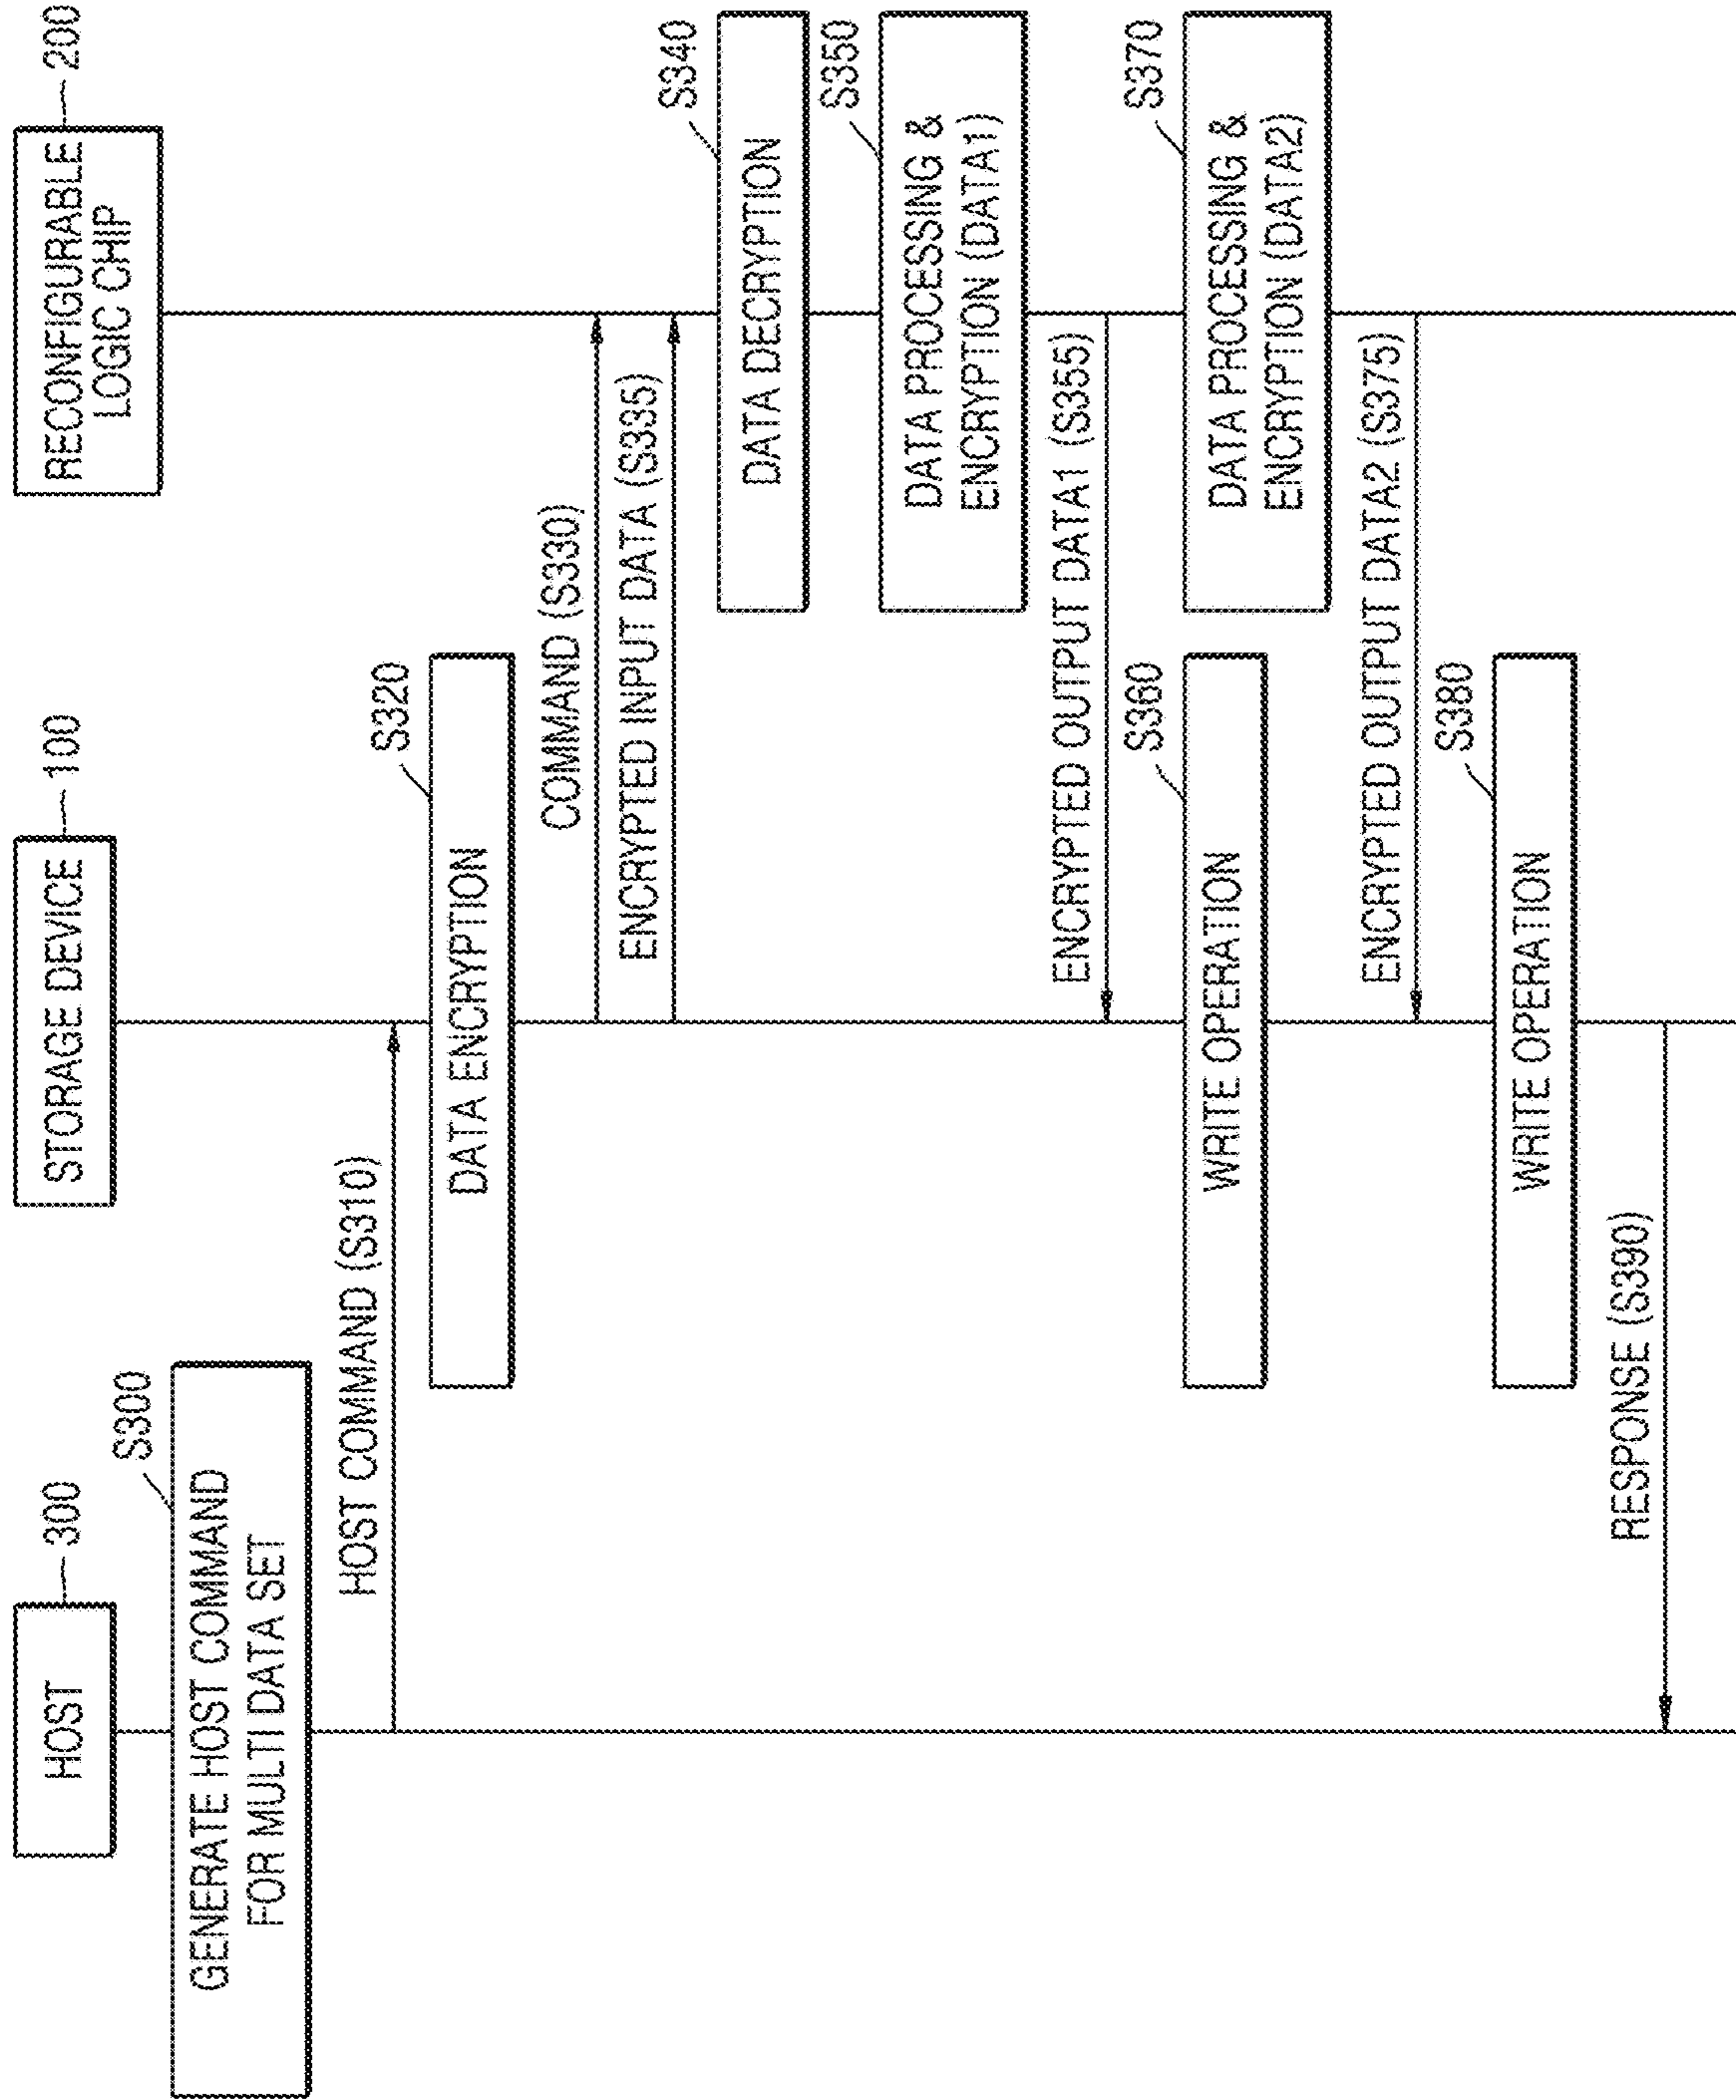 HOST
300
STORAGE DEVICE
100
RECONFIGURABLE
LOGIC CHIP
200
S300
GENERATE HOST COMMAND
FOR MULTI DATA SET
HOST COMMAND (S310)
S320
DATA ENCRYPTION
COMMAND (S330)
ENCRYPTED INPUT DATA (S335)
S340
DATA DECRYPTION
S350
DATA PROCESSING &
ENCRYPTION (DATA1)
ENCRYPTED OUTPUT DATA1 (S355)
S360
WRITE OPERATION
S370
DATA PROCESSING &
ENCRYPTION (DATA2)
ENCRYPTED OUTPUT DATA2 (S375)
S380
WRITE OPERATION
RESPONSE (S390)